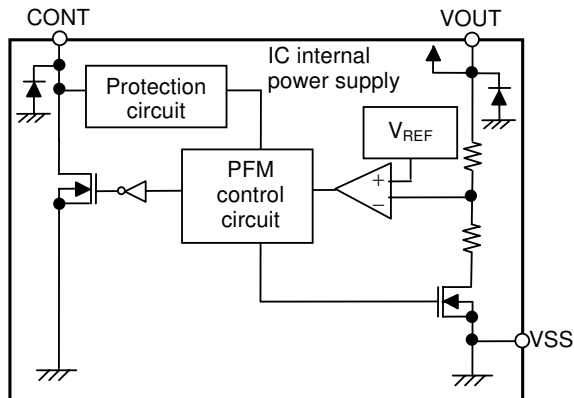 CONT
VOUT
IC internal
power supply
Protection
circuit
VREF
PFM
control
circuit
+
−
VSS